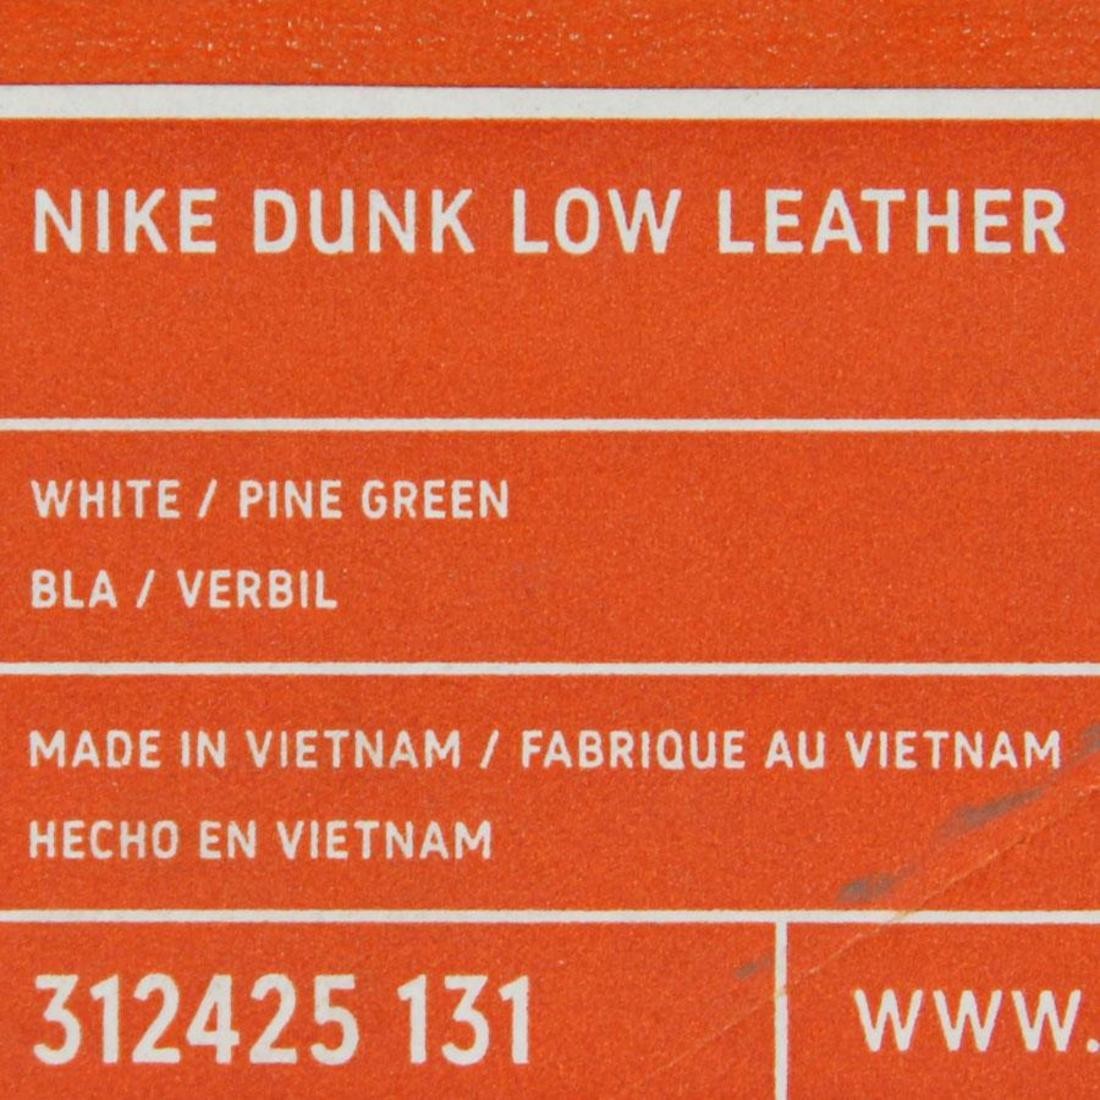 NIKE DUNK LOW LEATHER
WHITE / PINE GREEN
BLA / VERBIL
MADE IN VIETNAM / FABRIQUE AU VIETNAM
HECHO EN VIETNAM
312425 131
WWW.